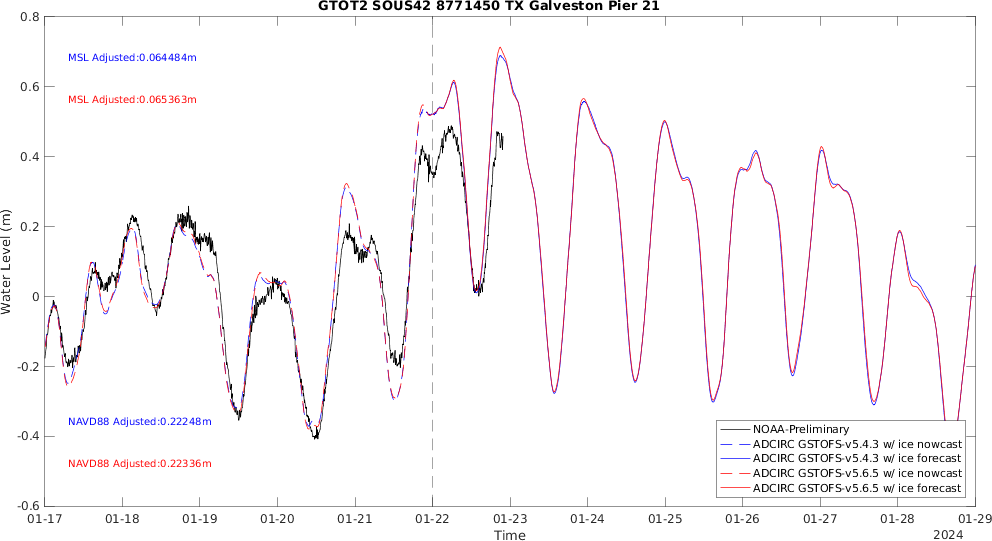 GTOT2 SOUS42 8771450 TX Galveston Pier 21
0.8
0.6
0.4
0.2
0
-0.2
-0.4
-0.6
Water Level (m)
MSL Adjusted:0.064484m
MSL Adjusted:0.065363m
NAVD88 Adjusted:0.22248m
NAVD88 Adjusted:0.22336m
NOAA-Preliminary
ADCIRC GSTOFS-v5.4.3 w/ ice nowcast
ADCIRC GSTOFS-v5.4.3 w/ ice forecast
ADCIRC GSTOFS-v5.6.5 w/ ice nowcast
ADCIRC GSTOFS-v5.6.5 w/ ice forecast
01-17 01-18 01-19 01-20 01-21 01-22 01-23 01-24 01-25 01-26 01-27 01-28 01-29
Time
2024